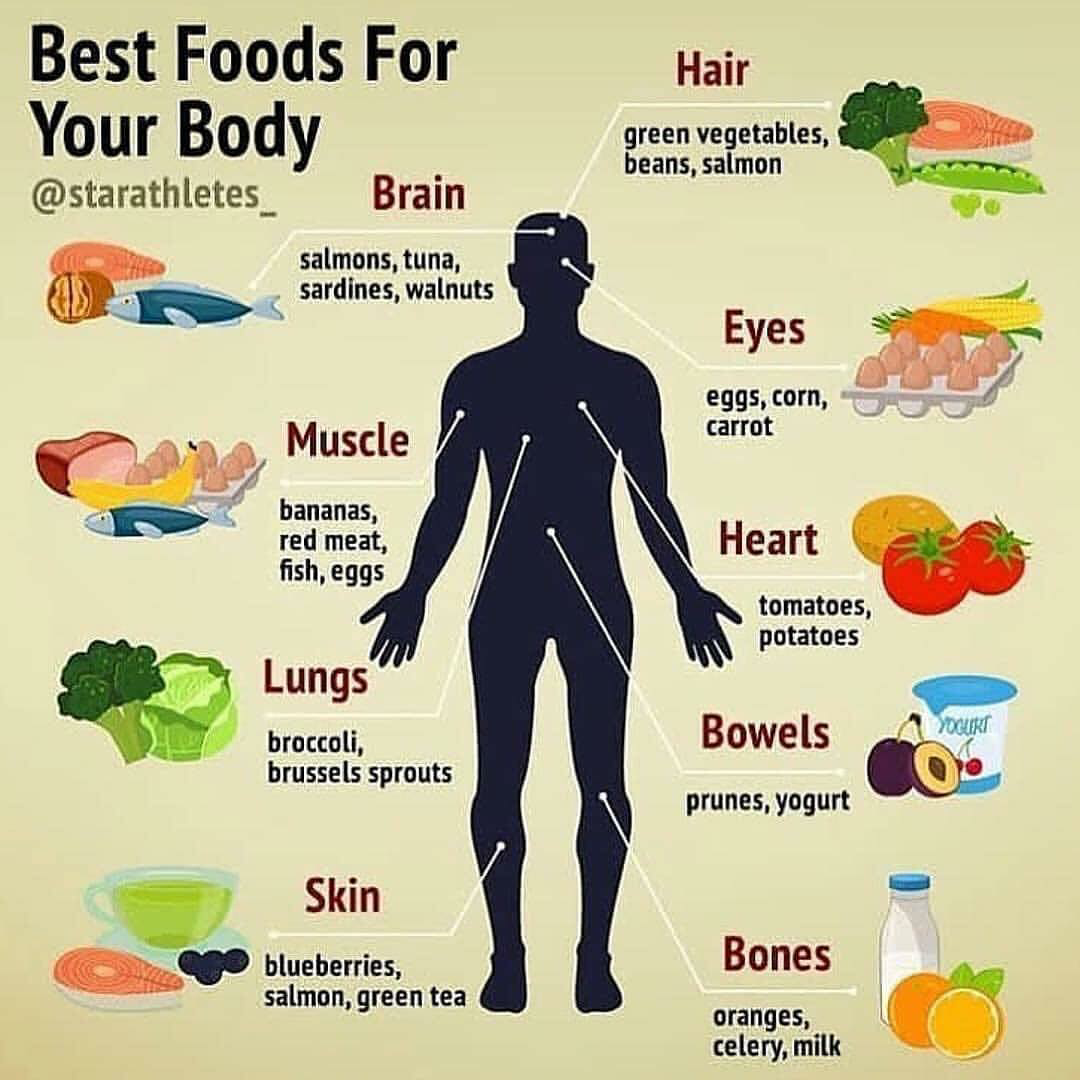 Best Foods For
Your Body
@starathletes_
Hair
green vegetables,
beans, salmon
Brain
salmons, tuna,
sardines, walnuts
Eyes
eggs, corn,
carrot
Muscle
bananas,
red meat,
fish, eggs
Heart
tomatoes,
potatoes
Lungs
broccoli,
brussels sprouts
Bowels
prunes, yogurt
YOGURT
Skin
blueberries,
salmon, green tea
Bones
oranges,
celery, milk